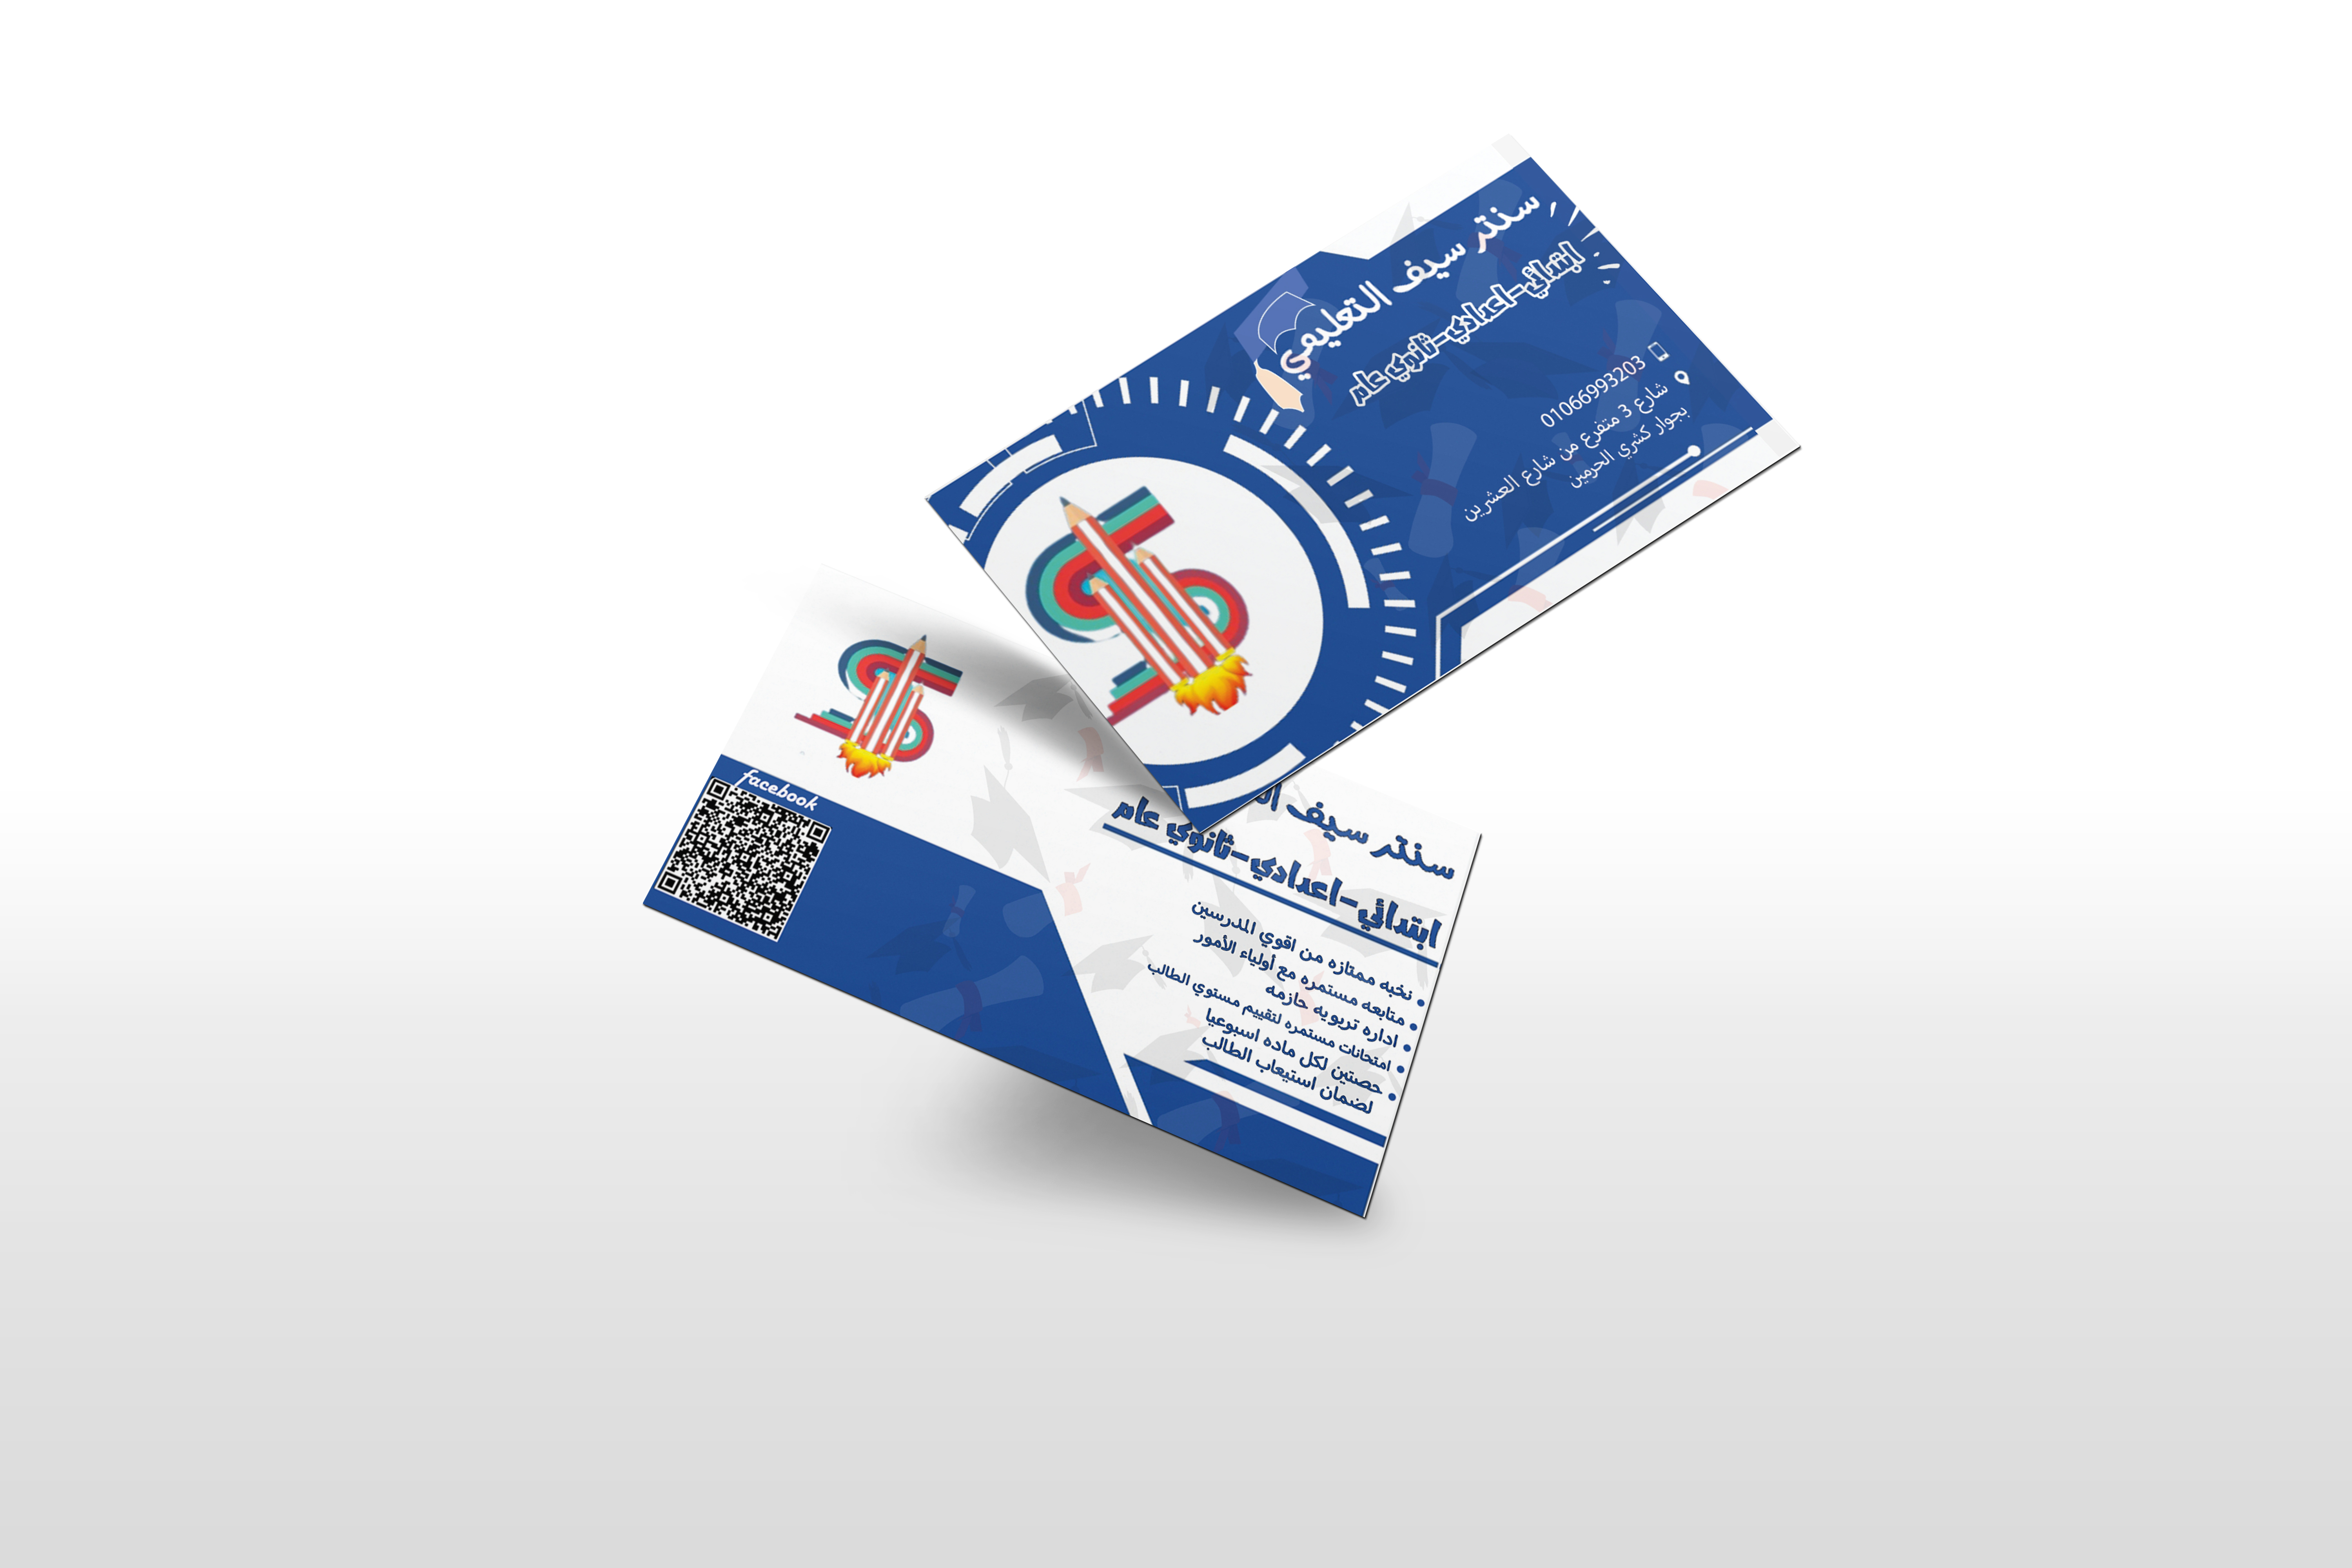 سنتر سيف التعليمي
ابتدائي-اعدادي-ثانوي عام
01066993203
شارع 3 متفرع من شارع العشرين
بجوار كشري الحرمين
facebook
سنتر سيف
ابتدائي-اعدادي-ثانوي عام
• نخبه ممتازه من اقوي المدرسين
• متابعه مستمره مع أولياء الأمور
• اداره تربويه حازمه
• امتحانات مستمره لتقييم مستوي الطالب
• حصتين لكل ماده اسبوعيا
لضمان استيعاب الطالب